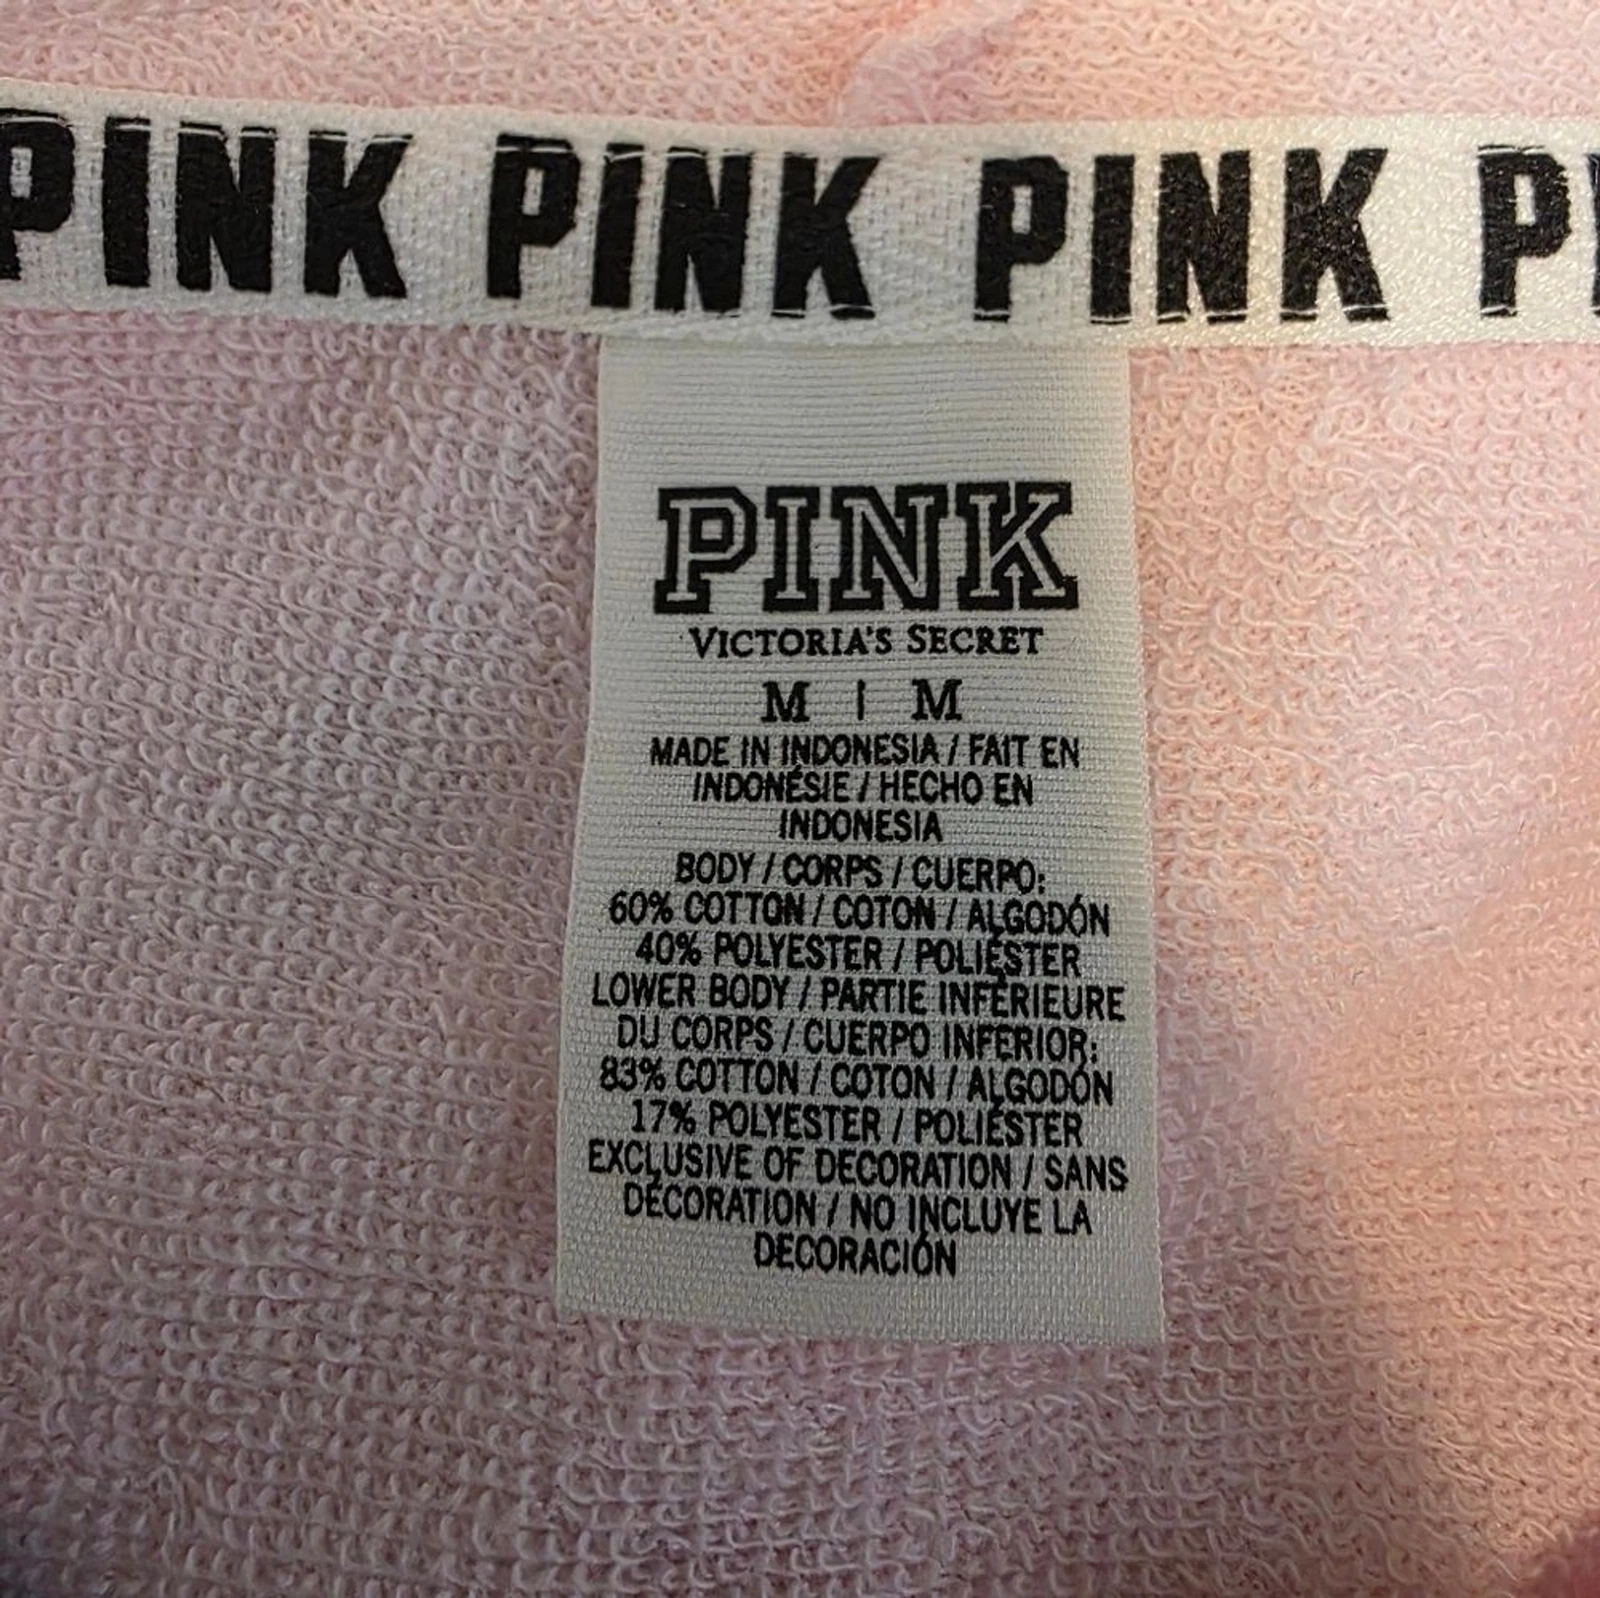 PINK PINK PINK P
PINK
VICTORIA'S SECRET
M | M
MADE IN INDONESIA / FAIT EN
INDONÉSIE / HECHO EN
INDONESIA
BODY / CORPS / CUERPO:
60% COTTON / COTON / ALGODÓN
40% POLYESTER / POLIÉSTER
LOWER BODY / PARTIE INFÉRIEURE
DU CORPS / CUERPO INFERIOR:
83% COTTON / COTON / ALGODÓN
17% POLYESTER / POLIÉSTER
EXCLUSIVE OF DECORATION / SANS
DÉCORATION / NO INCLUYE LA
DECORACIÓN